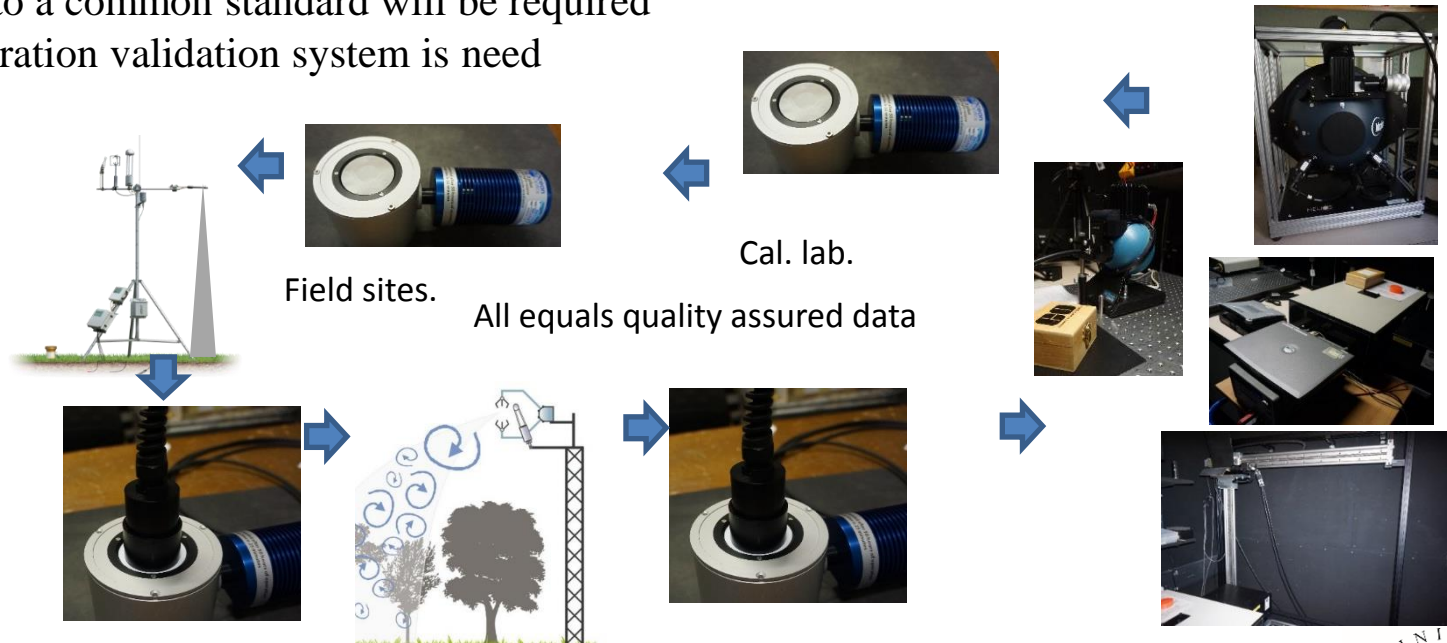 to a common standard will be required
ration validation system is need
Cal. lab.
Field sites.
All equals quality assured data